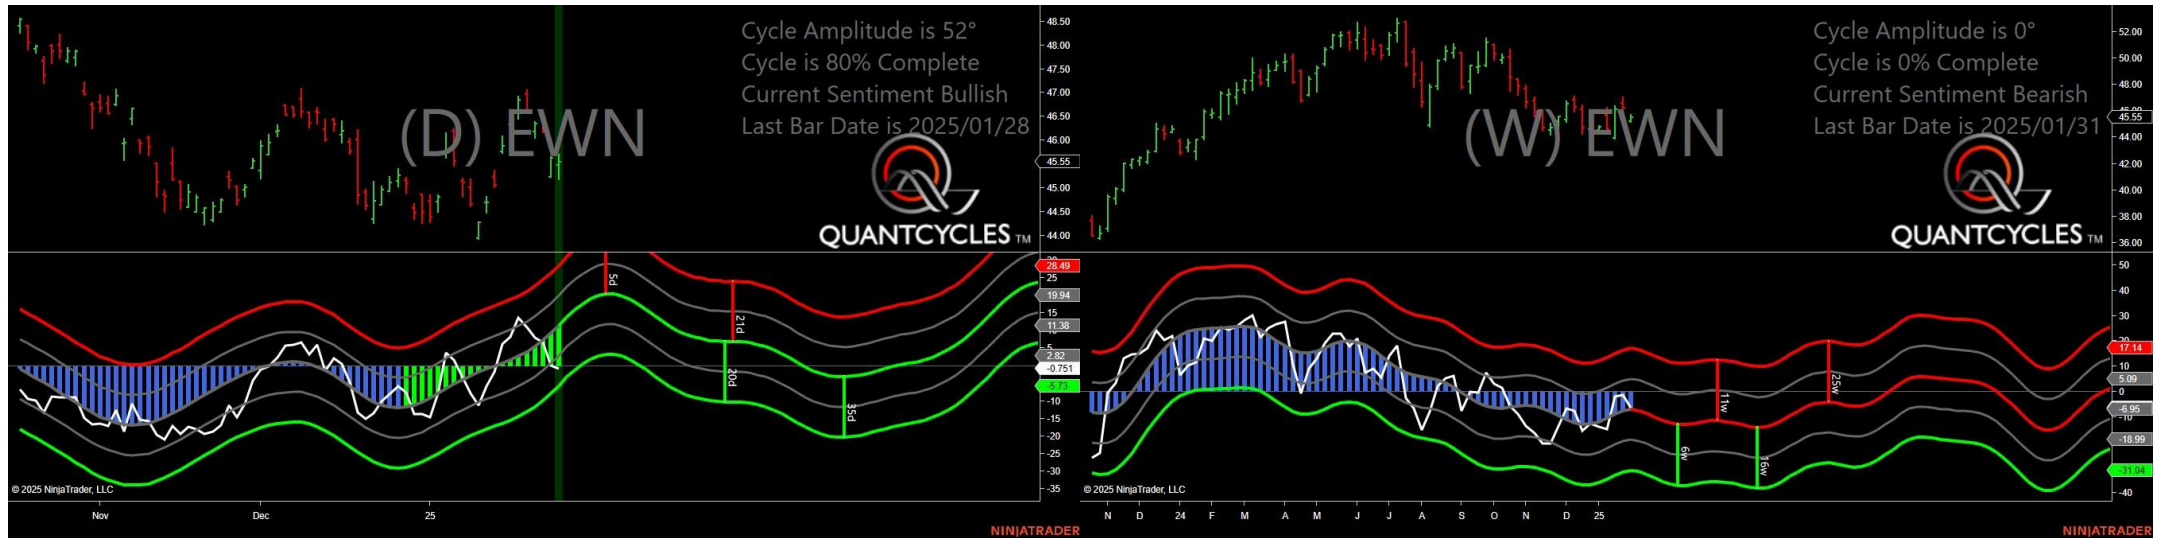 Cycle Amplitude is 52°
Cycle is 80% Complete
Current Sentiment Bullish
Last Bar Date is 2025/01/28
(D) EWN
QUANTCYCLES TM
48.50
48.00
47.50
47.00
46.50
46.00
45.55
45.00
44.50
44.00
28.49
25
19.94
15
11.38
5
2.82
-0.751
-5.73
-10
-15
-20
-25
-30
-35
5d
21d
20d
35d
© 2025 NinjaTrader, LLC
Nov
Dec
25
NINJATRADER
Cycle Amplitude is 0°
Cycle is 0% Complete
Current Sentiment Bearish
Last Bar Date is 2025/01/31
(W) EWN
QUANTCYCLES TM
52.00
50.00
48.00
45.55
44.00
42.00
40.00
38.00
36.00
50
40
30
17.14
10
5.09
0
-6.95
-18.99
-31.04
-40
11w
25w
6w
16w
© 2025 NinjaTrader, LLC
N
D
24
F
M
A
M
J
J
A
S
O
N
D
25
NINJATRADER